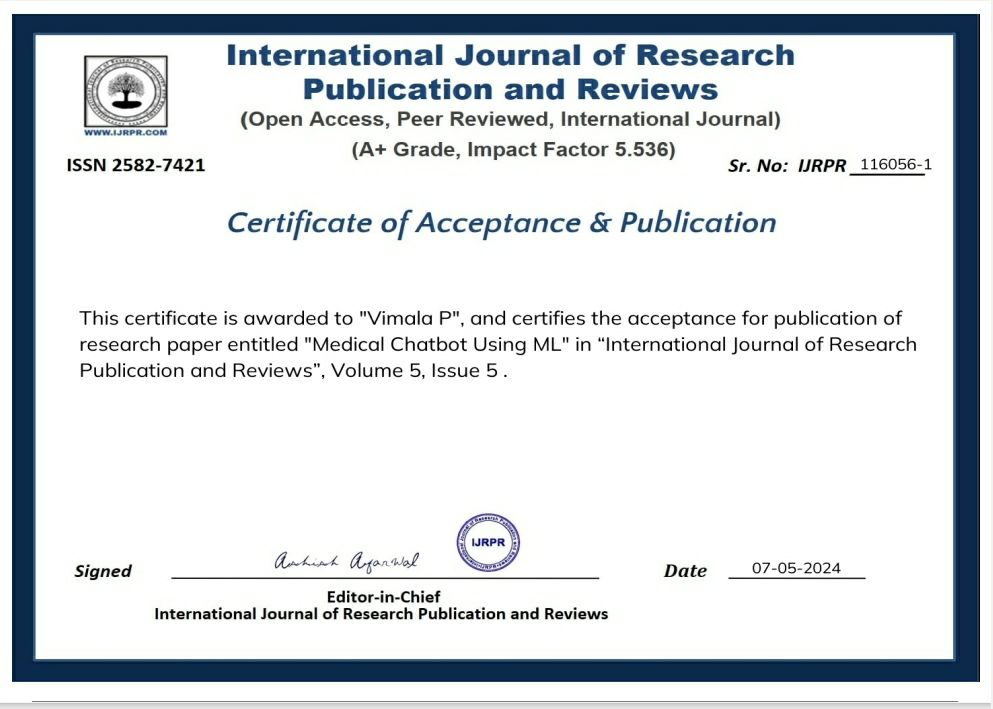 International Journal of Research
Publication and Reviews
(Open Access, Peer Reviewed, International Journal)
(A+ Grade, Impact Factor 5.536)
WWW.IJRPR.COM
ISSN 2582-7421
Sr. No: IJRPR 116056-1
Certificate of Acceptance & Publication
This certificate is awarded to "Vimala P", and certifies the acceptance for publication of
research paper entitled "Medical Chatbot Using ML" in “International Journal of Research
Publication and Reviews”, Volume 5, Issue 5 .
Signed
Aashish Agarwal
IJRPR
Date 07-05-2024
Editor-in-Chief
International Journal of Research Publication and Reviews